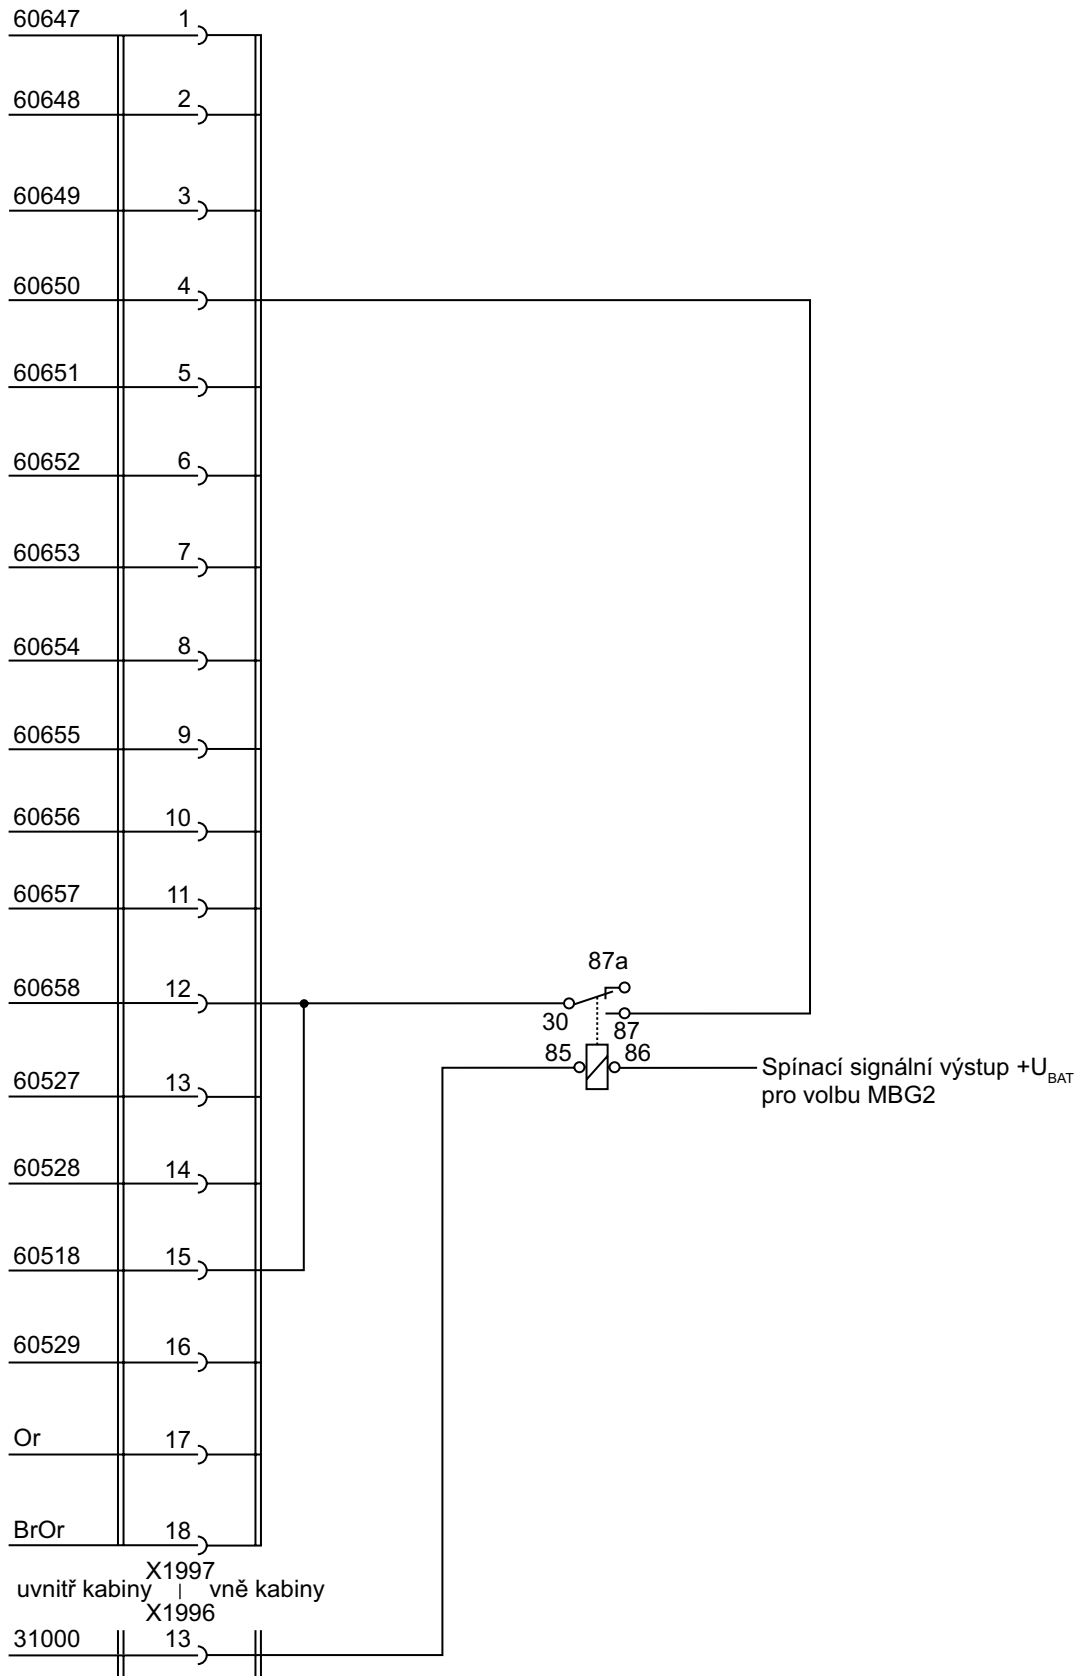 60647 1
60648 2
60649 3
60650 4
60651 5
60652 6
60653 7
60654 8
60655 9
60656 10
60657 11
87a
60658 12
30 87
85 86
Spínací signální výstup +UBAT
pro volbu MBG2
60527 13
60528 14
60518 15
60529 16
Or 17
BrOr 18
X1997
uvnitř kabiny | vně kabiny
X1996
31000 13